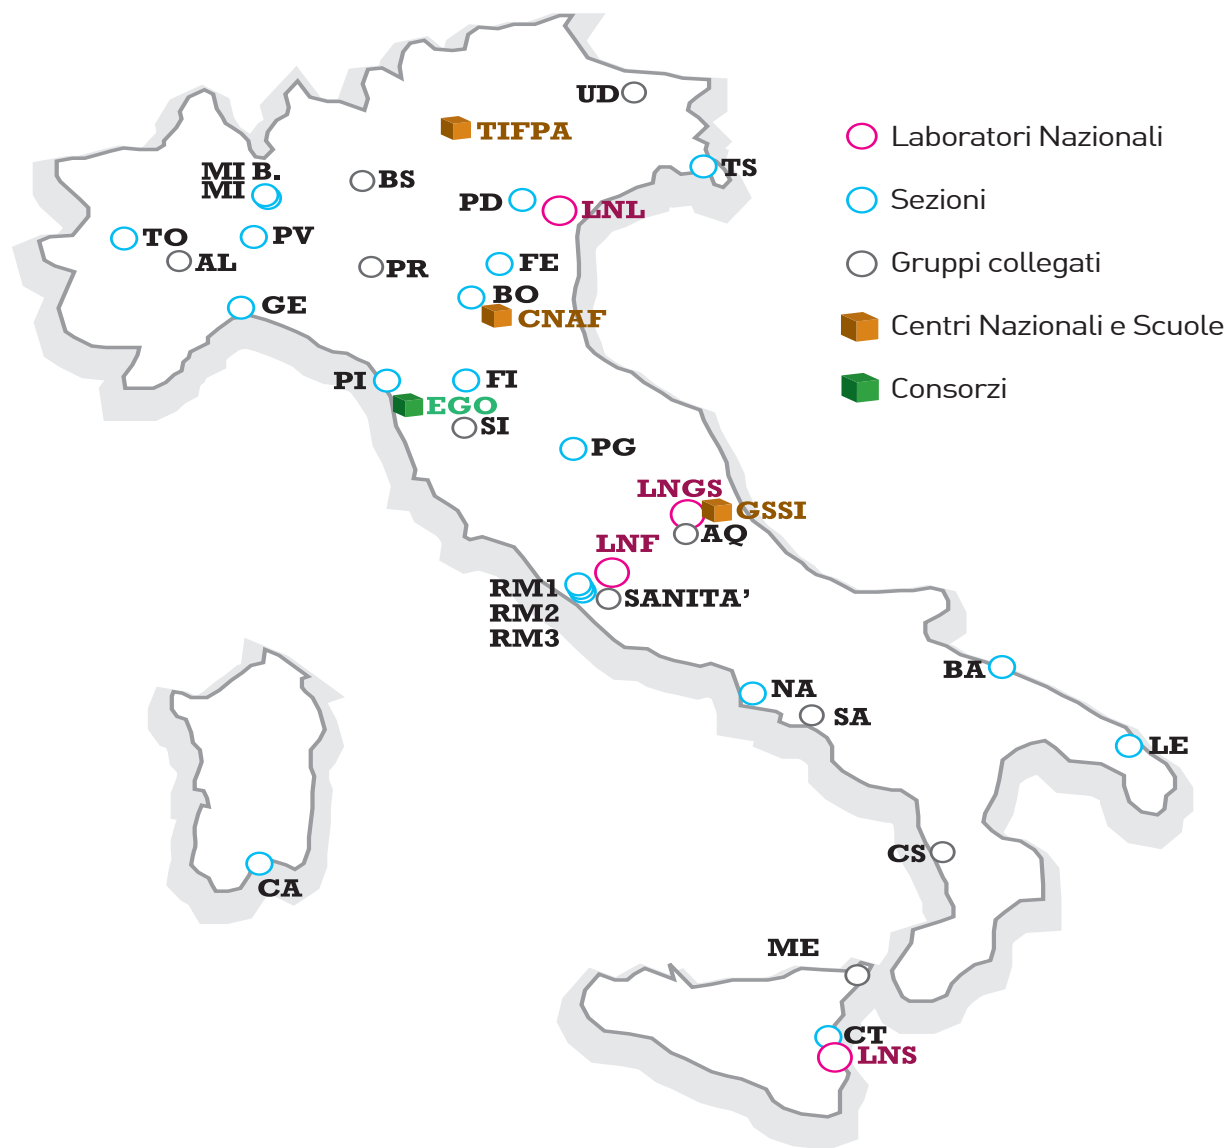 UD
TIFPA
Laboratori Nazionali
MI B.
MI
BS
TS
PD
LNL
Sezioni
TO
AL
PV
PR
FE
Gruppi collegati
GE
BO
CNAF
Centri Nazionali e Scuole
PI
FI
Consorzi
EGO
SI
PG
LNGS
GSSI
AQ
LNF
RM1
SANITA’
RM2
RM3
BA
NA
SA
LE
CS
CA
ME
CT
LNS